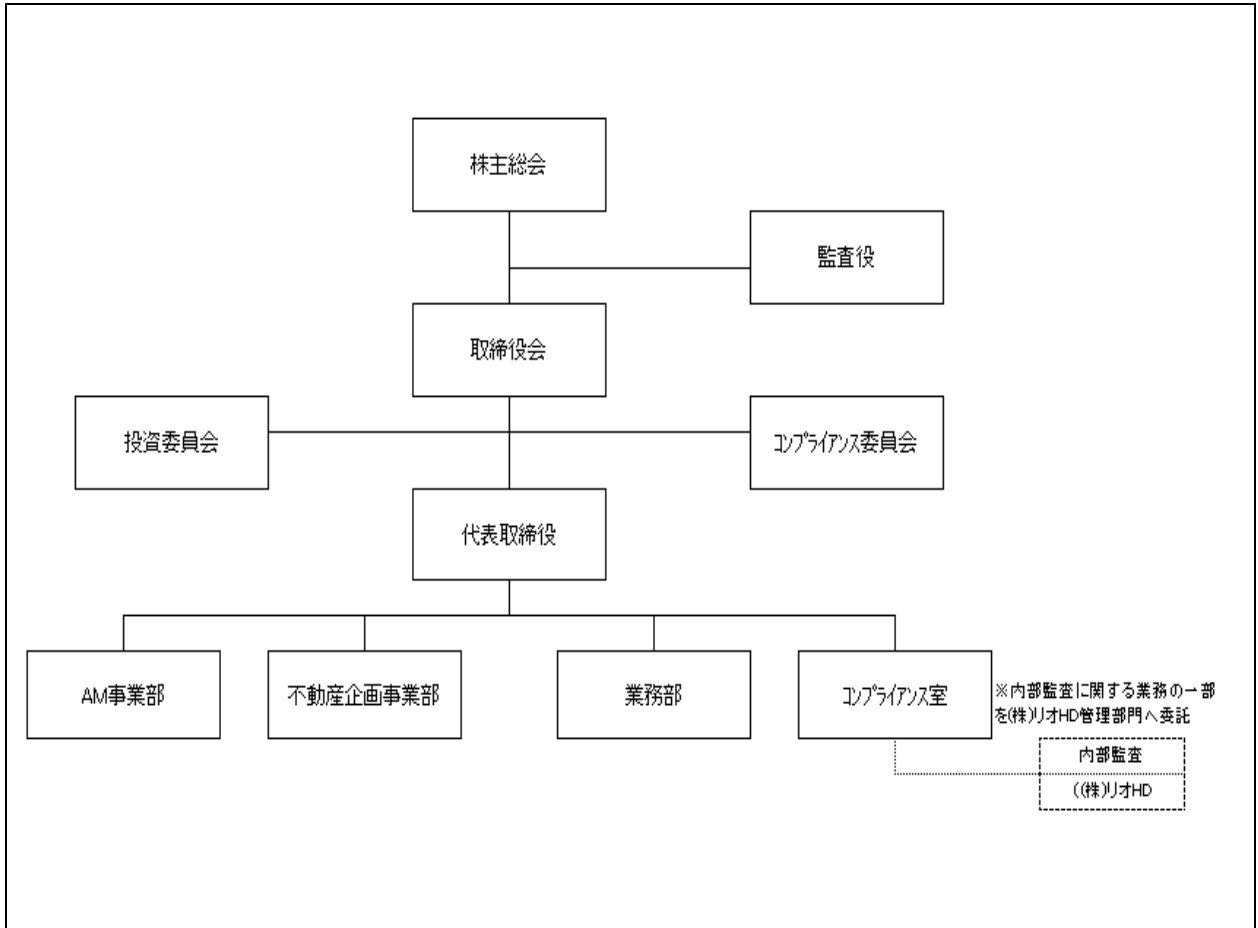 株主総会
監査役
取締役会
投資委員会
コンプライアンス委員会
代表取締役
AM事業部
不動産企画事業部
業務部
コンプライアンス室
※内部監査に関する業務の一部
を(株)リオHD管理部門へ委託
内部監査
((株)リオHD